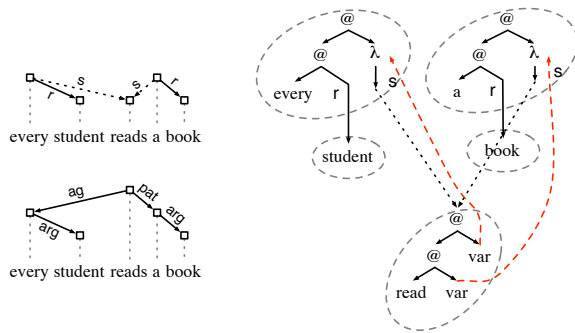 s s r
r
every student reads a book
ag pat
arg arg
every student reads a book
@ @
@ λ @ λ
s s
every r a r
student book
@
@ var
read var